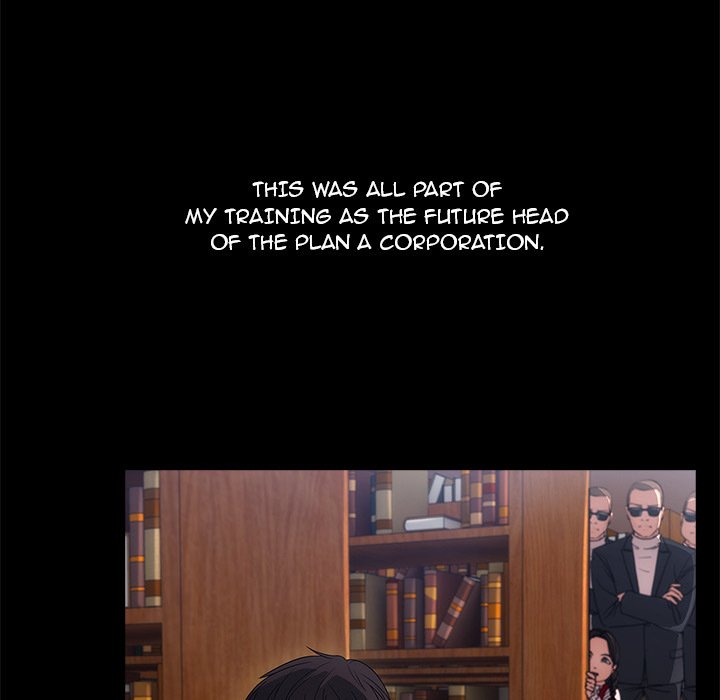 THIS WAS ALL PART OF
MY TRAINING AS THE FUTURE HEAD
OF THE PLAN A CORPORATION.